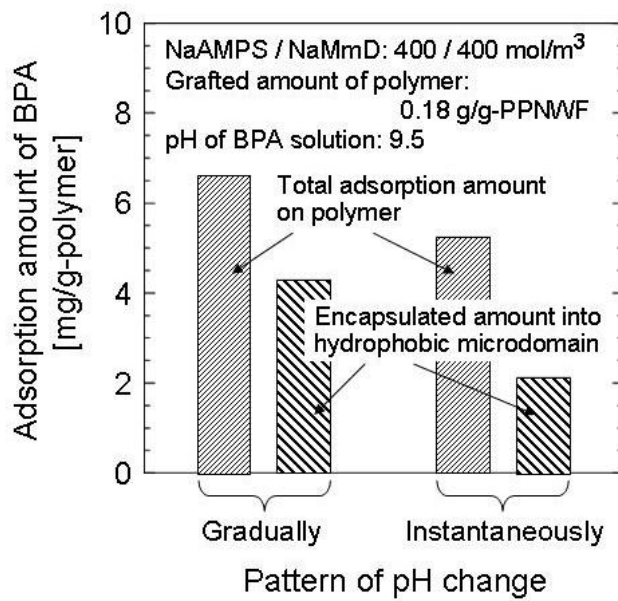 10
8
6
4
2
0
Adsorption amount of BPA
[mg/g-polymer]
NaAMPS / NaMmD: 400 / 400 mol/m³
Grafted amount of polymer:
0.18 g/g-PPNWF
pH of BPA solution: 9.5
Total adsorption amount
on polymer
Encapsulated amount into
hydrophobic microdomain
Gradually
Instantaneously
Pattern of pH change